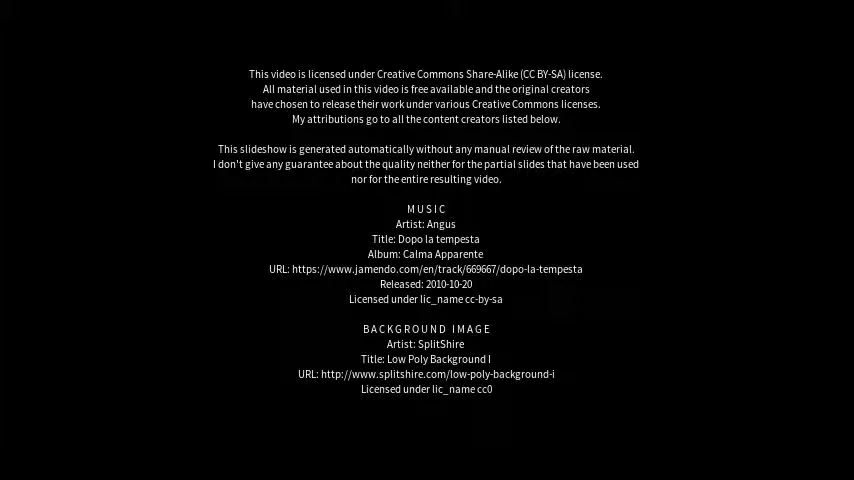 This video is licensed under Creative Commons Share-Alike (CC BY-SA) license.
All material used in this video is free available and the original creators
have chosen to release their work under various Creative Commons licenses.
My attributions go to all the content creators listed below.
This slideshow is generated automatically without any manual review of the raw material.
I don't give any guarantee about the quality neither for the partial slides that have been used
nor for the entire resulting video.
MUSIC
Artist: Angus
Title: Dopo la tempesta
Album: Calma Apparente
URL: https://www.jamendo.com/en/track/669667/dopo-la-tempesta
Released: 2010-10-20
Licensed under lic_name cc-by-sa
BACKGROUND IMAGE
Artist: SplitShire
Title: Low Poly Background I
URL: http://www.splitshire.com/low-poly-background-i
Licensed under lic_name cc0